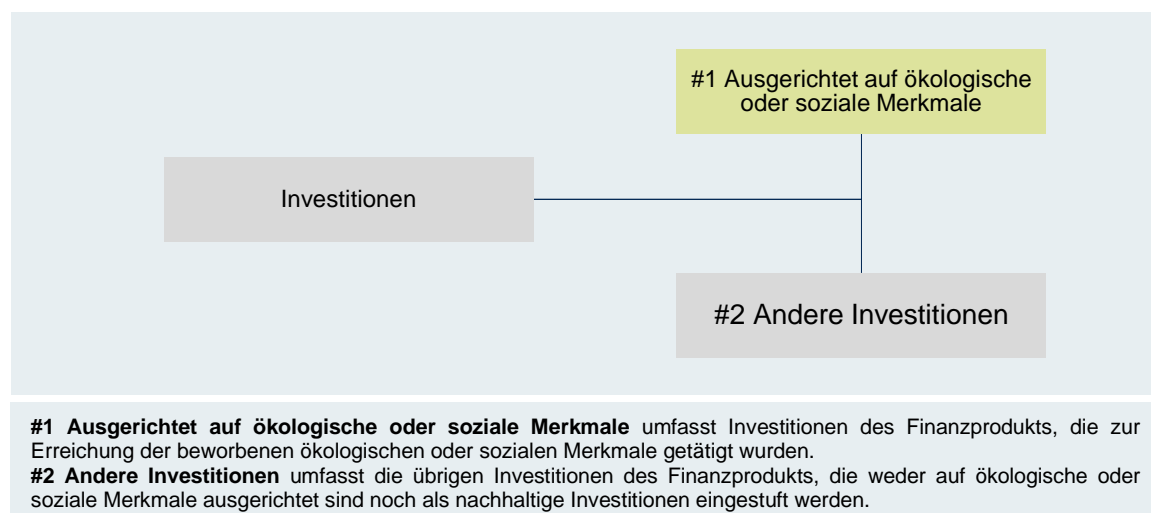 #1 Ausgerichtet auf ökologische
oder soziale Merkmale
Investitionen
#2 Andere Investitionen
#1 Ausgerichtet auf ökologische oder soziale Merkmale umfasst Investitionen des Finanzprodukts, die zur
Erreichung der beworbenen ökologischen oder sozialen Merkmale getätigt wurden.
#2 Andere Investitionen umfasst die übrigen Investitionen des Finanzprodukts, die weder auf ökologische oder
soziale Merkmale ausgerichtet sind noch als nachhaltige Investitionen eingestuft werden.